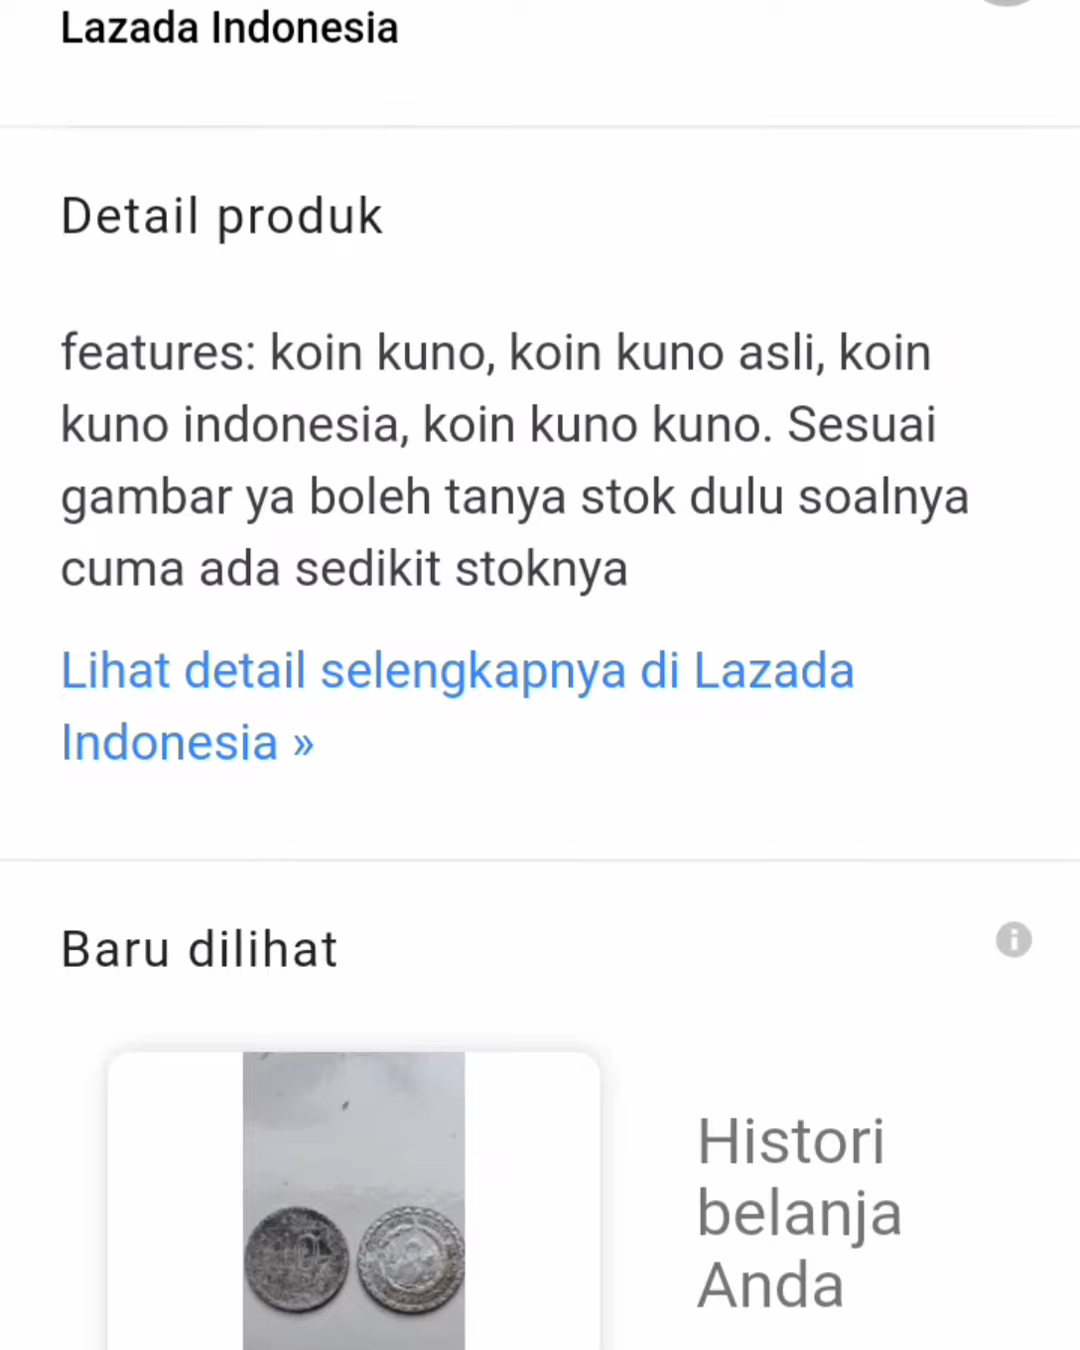 Lazada Indonesia
Detail produk
features: koin kuno, koin kuno asli, koin
kuno indonesia, koin kuno kuno. Sesuai
gambar ya boleh tanya stok dulu soalnya
cuma ada sedikit stoknya
Lihat detail selengkapnya di Lazada
Indonesia »
Baru dilihat
Histori
belanja
Anda